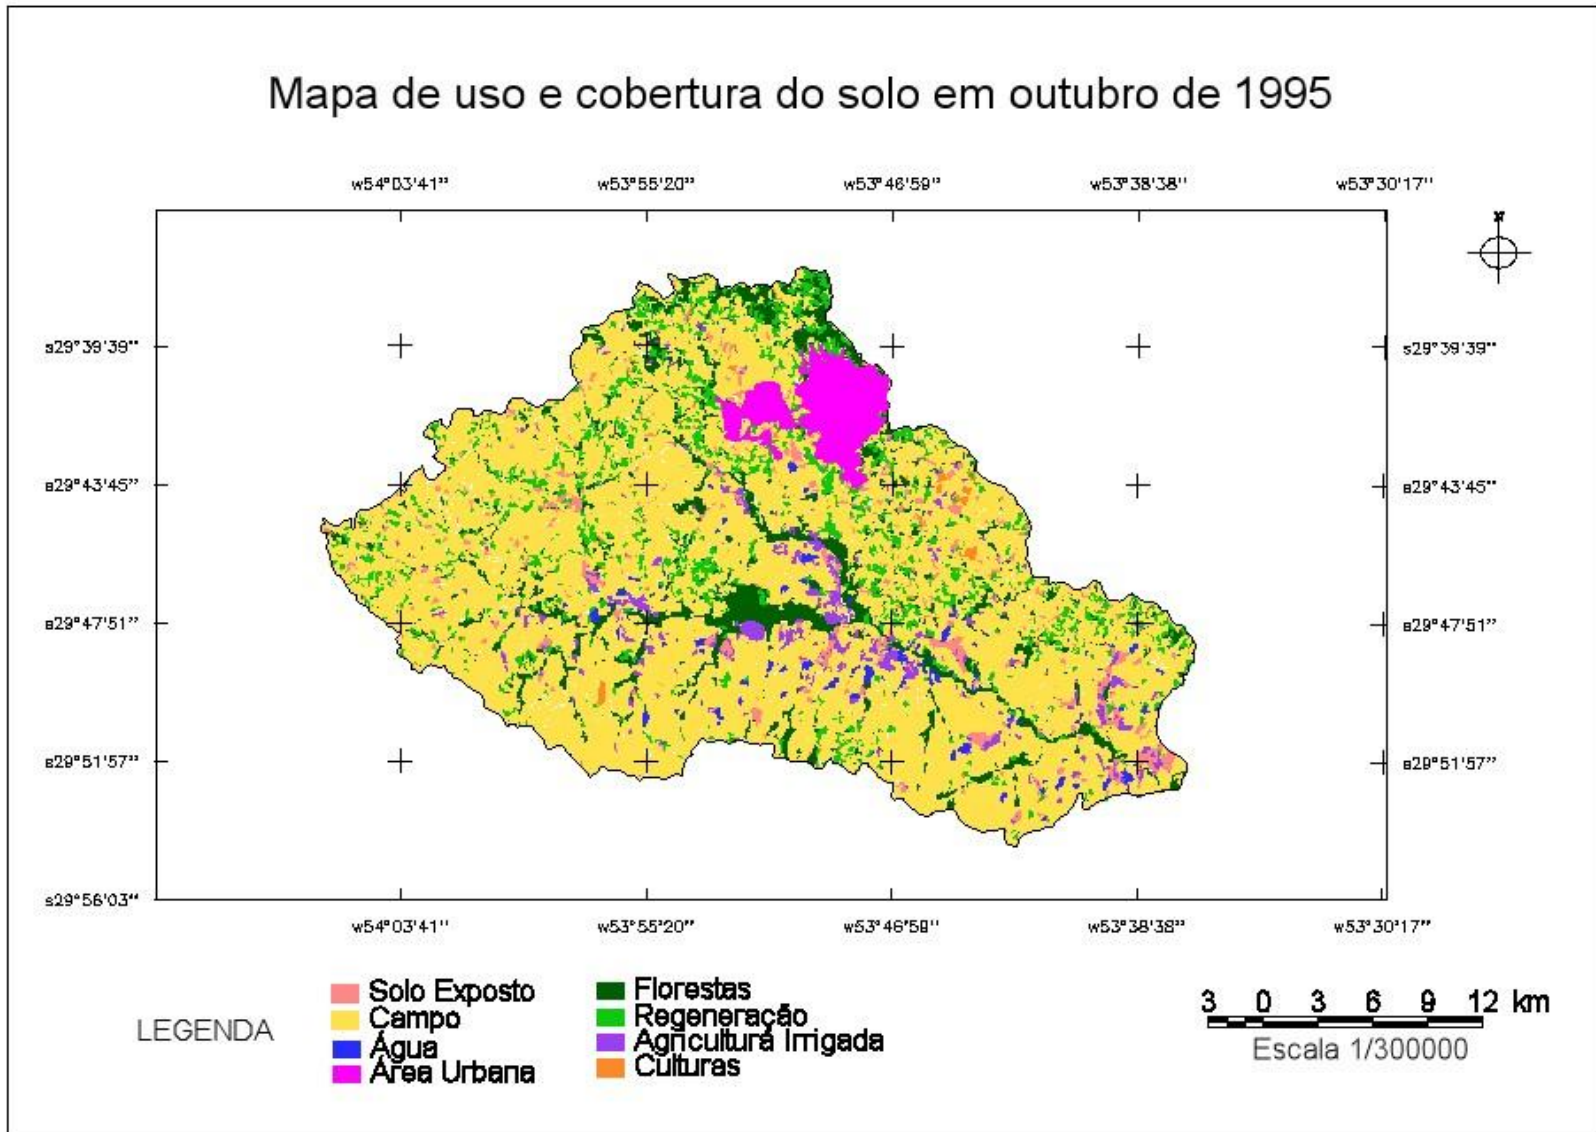 Mapa de uso e cobertura do solo em outubro de 1995
w54°03'41" w53°55'20" w53°46'59" w53°38'38" w53°30'17"
N
s29°39'39" s29°39'39"
s29°43'45" s29°43'45"
s29°47'51" s29°47'51"
s29°51'57" s29°51'57"
s29°56'03"
w54°03'41" w53°55'20" w53°46'59" w53°38'38" w53°30'17"
LEGENDA
Solo Exposto
Campo
Água
Área Urbana
Florestas
Regeneração
Agricultura Irrigada
Culturas
3 0 3 6 9 12 km
Escala 1/300000